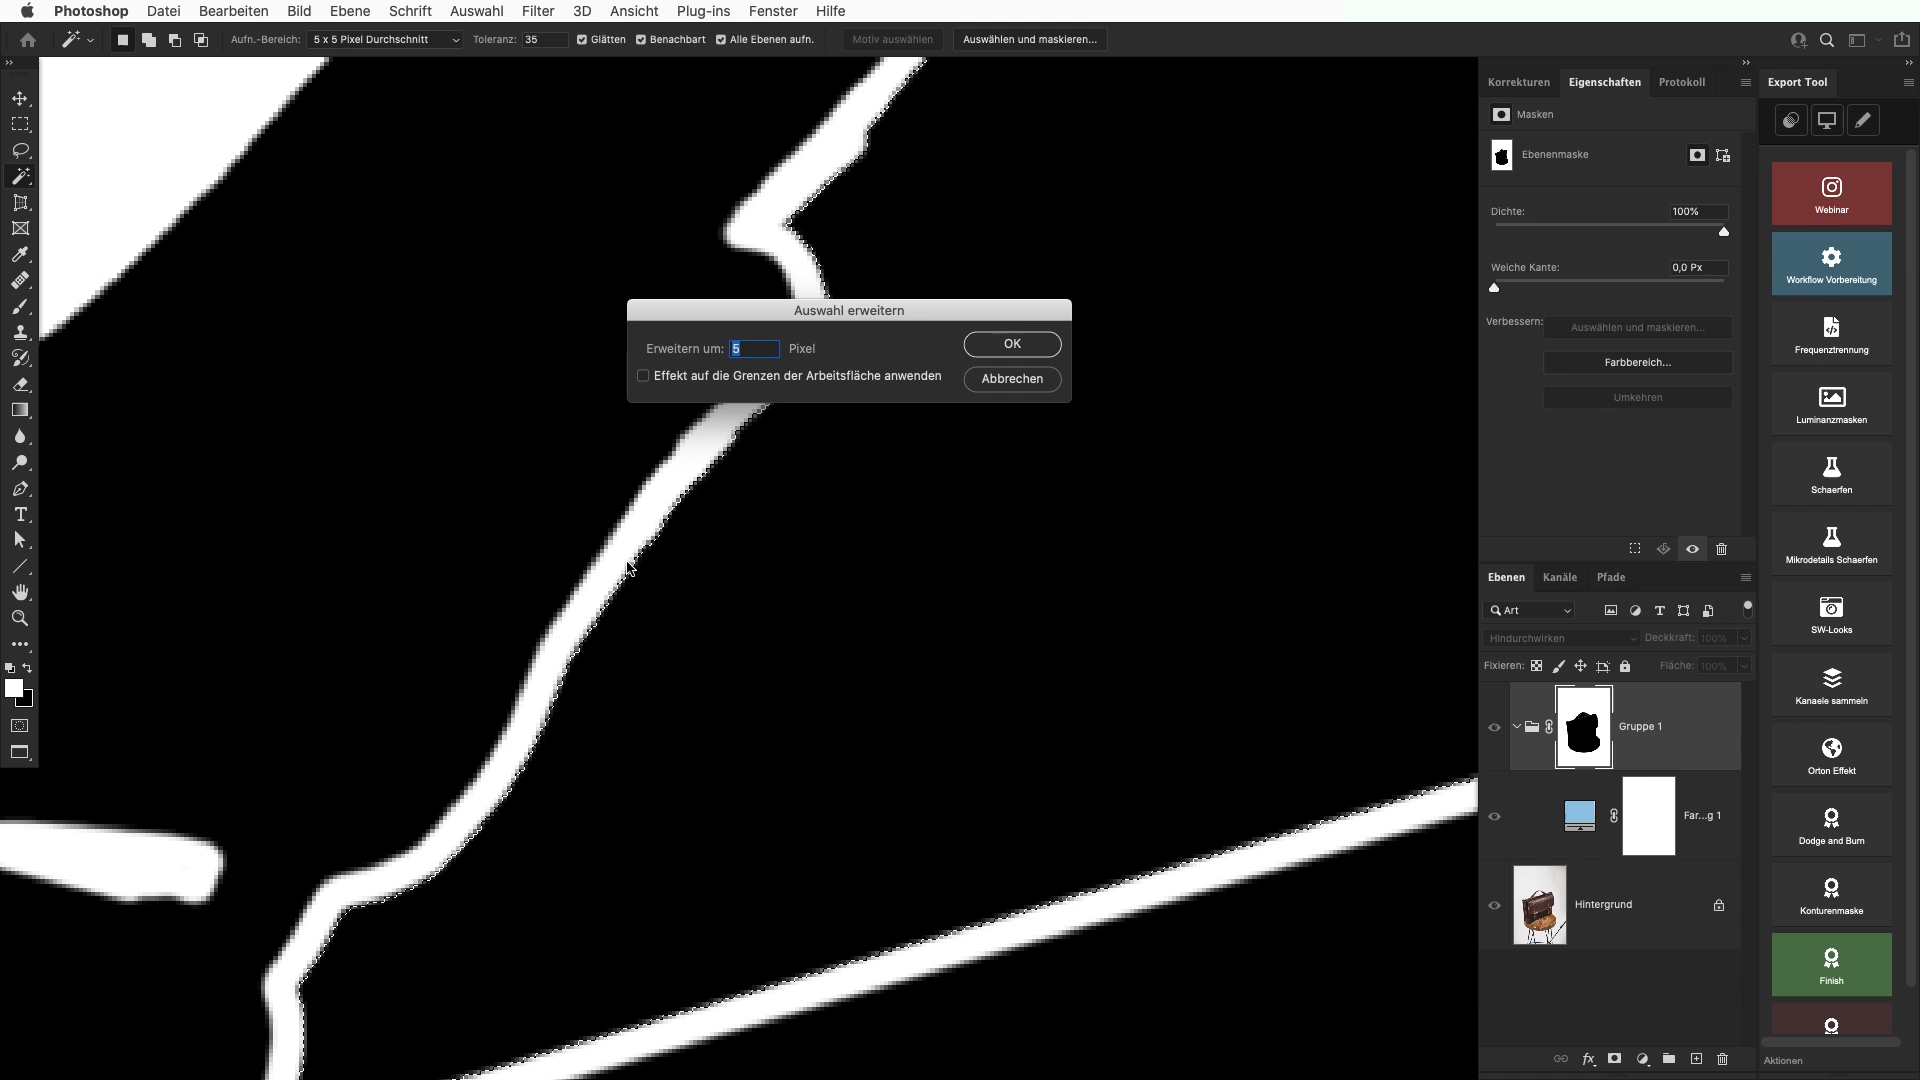 Photoshop Datei Bearbeiten Bild Ebene Schrift Auswahl Filter 3D Ansicht Plug-ins Fenster Hilfe
Aufn.-Bereich: 5 x 5 Pixel Durchschnitt Toleranz: 35 Glätten Benachbart Alle Ebenen aufn. Motiv auswählen Auswählen und maskieren...
Korrekturen Eigenschaften Protokoll
Masken
Ebenenmaske
Dichte: 100%
Weiche Kante: 0,0 Px
Verbessern: Auswählen und maskieren...
Farbbereich...
Umkehren
Auswahl erweitern
Erweitern um: 5 Pixel
OK
Effekt auf die Grenzen der Arbeitsfläche anwenden
Abbrechen
Ebenen Kanäle Pfade
Art
Hindurchwirken Deckkraft: 100%
Fixieren: Fläche: 100%
Gruppe 1
Far...g 1
Hintergrund
fx
Export Tool
Webinar
Workflow Vorbereitung
Frequenztrennung
Luminanzmasken
Schaerfen
Mikrodetails Schaerfen
SW-Looks
Kanaele sammeln
Orton Effekt
Dodge and Burn
Konturenmaske
Finish
Aktionen